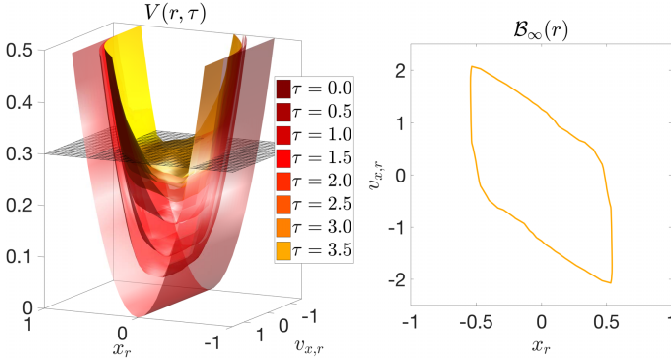 V(r, τ)
0.5
0.4
0.3
0.2
0.1
0
1
0
-1
x_r
1
0
-1
v_{x,r}
τ = 0.0
τ = 0.5
τ = 1.0
τ = 1.5
τ = 2.0
τ = 2.5
τ = 3.0
τ = 3.5
𝓑_∞(r)
2
1
0
-1
-2
v_{x,r}
-1
-0.5
0
0.5
1
x_r